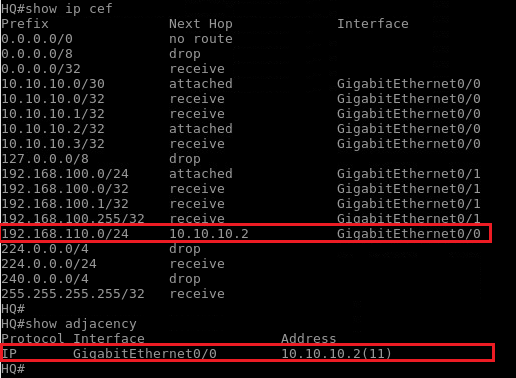 HQ#show ip cef
Prefix Next Hop Interface
0.0.0.0/0 no route
0.0.0.0/8 drop
0.0.0.0/32 receive
10.10.10.0/30 attached GigabitEthernet0/0
10.10.10.0/32 receive GigabitEthernet0/0
10.10.10.1/32 receive GigabitEthernet0/0
10.10.10.2/32 attached GigabitEthernet0/0
10.10.10.3/32 receive GigabitEthernet0/0
127.0.0.0/8 drop
192.168.100.0/24 attached GigabitEthernet0/1
192.168.100.0/32 receive GigabitEthernet0/1
192.168.100.1/32 receive GigabitEthernet0/1
192.168.100.255/32 receive GigabitEthernet0/1
192.168.110.0/24 10.10.10.2 GigabitEthernet0/0
224.0.0.0/4 drop
224.0.0.0/24 receive
240.0.0.0/4 drop
255.255.255.255/32 receive
HQ#
HQ#show adjacency
Protocol Interface Address
IP GigabitEthernet0/0 10.10.10.2(11)
HQ#